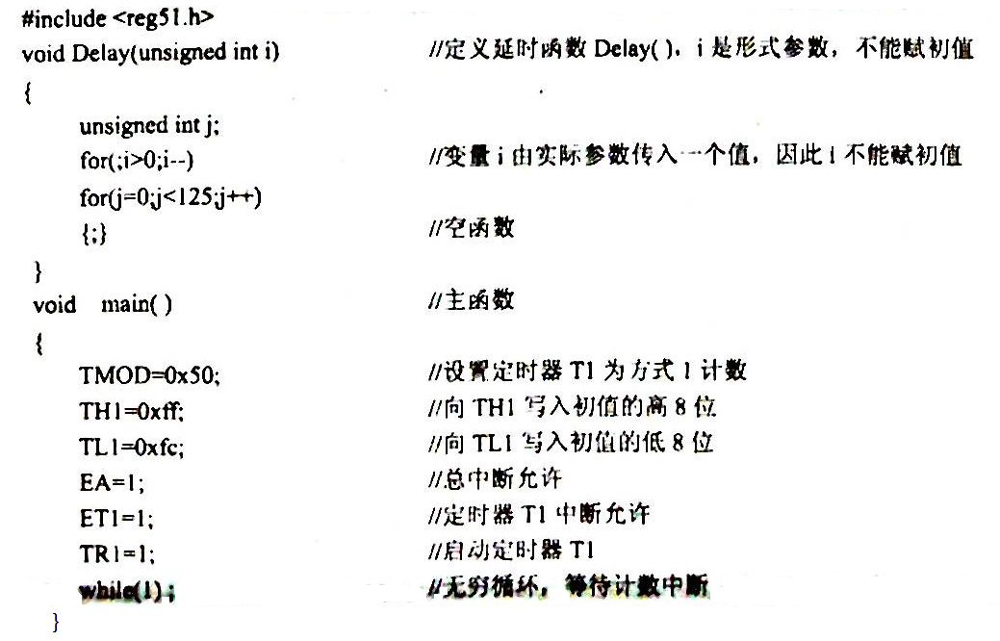 #include <reg51.h>
void Delay(unsigned int i) //定义延时函数 Delay( )，i 是形式参数，不能赋初值
{
unsigned int j;
for(;i>0;i--) //变量 i 由实际参数传入一个值，因此 i 不能赋初值
for(j=0;j<125;j++)
{;} //空函数
}
void main( ) //主函数
{
TMOD=0x50; //设置定时器 T1 为方式 1 计数
TH1=0xff; //向 TH1 写入初值的高 8 位
TL1=0xfc; //向 TL1 写入初值的低 8 位
EA=1; //总中断允许
ET1=1; //定时器 T1 中断允许
TR1=1; //启动定时器 T1
while(1) ; //无穷循环，等待计数中断
}